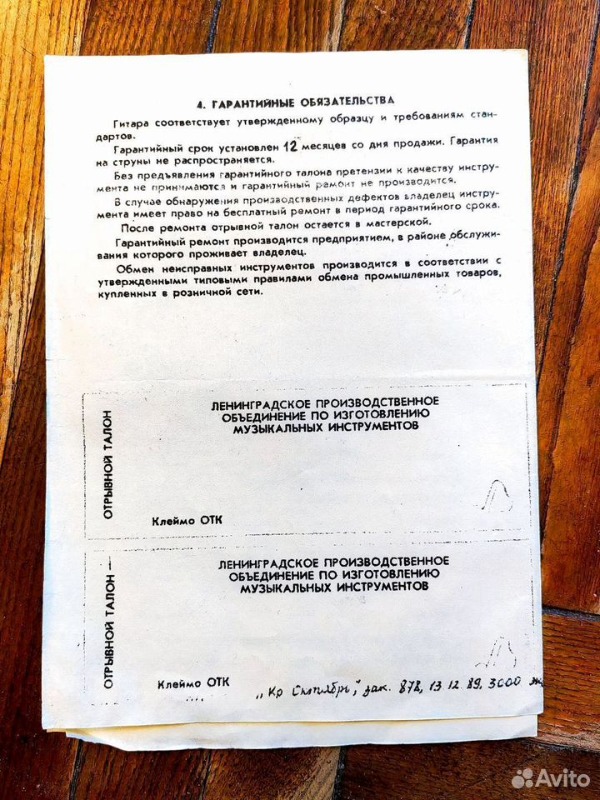 4. ГАРАНТИЙНЫЕ ОБЯЗАТЕЛЬСТВА
Гитара соответствует утвержденному образцу и требованиям стан-
дартов.
Гарантийный срок установлен 12 месяцев со дня продажи. Гарантия
на струны не распространяется.
Без предъявления гарантийного талона претензии к качеству инстру-
мента не принимаются и гарантийный ремонт не производится.
В случае обнаружения производственных дефектов владелец инстру-
мента имеет право на бесплатный ремонт в период гарантийного срока.
После ремонта отрывной талон остается в мастерской.
Гарантийный ремонт производится предприятием, в районе обслужи-
вания которого проживает владелец.
Обмен неисправных инструментов производится в соответствии с
утвержденными типовыми правилами обмена промышленных товаров,
купленных в розничной сети.
ОТРЫВНОЙ ТАЛОН
ЛЕНИНГРАДСКОЕ ПРОИЗВОДСТВЕННОЕ
ОБЪЕДИНЕНИЕ ПО ИЗГОТОВЛЕНИЮ
МУЗЫКАЛЬНЫХ ИНСТРУМЕНТОВ
Клеймо ОТК
ОТРЫВНОЙ ТАЛОН
ЛЕНИНГРАДСКОЕ ПРОИЗВОДСТВЕННОЕ
ОБЪЕДИНЕНИЕ ПО ИЗГОТОВЛЕНИЮ
МУЗЫКАЛЬНЫХ ИНСТРУМЕНТОВ
Клеймо ОТК
„Кр Октябрь", зак. 878, 13 12 89, 3000
Avito